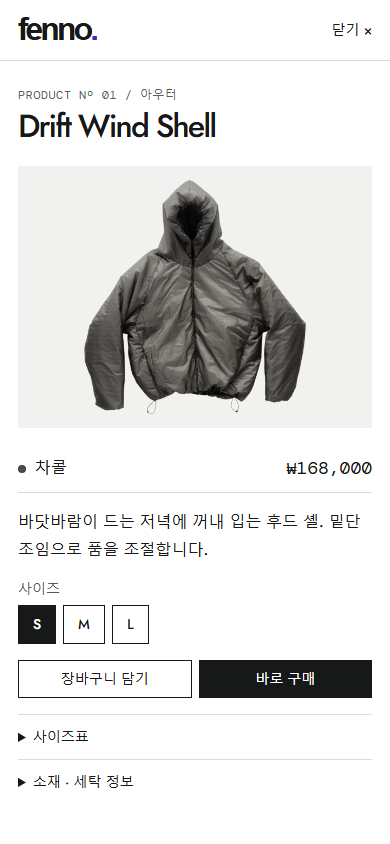 fenno.
닫기 ×
PRODUCT Nº 01 / 아우터
Drift Wind Shell
차콜
₩168,000
바닷바람이 드는 저녁에 꺼내 입는 후드 셸. 밑단
조임으로 품을 조절합니다.
사이즈
S M L
장바구니 담기
바로 구매
▶ 사이즈표
▶ 소재 · 세탁 정보